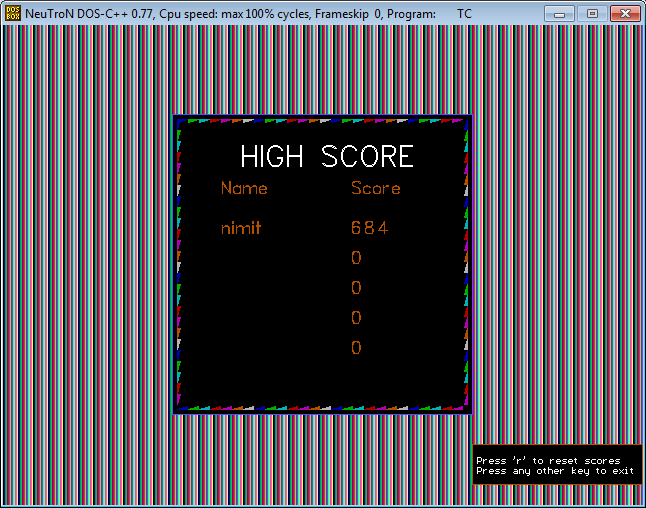 NeuTroN DOS-C++ 0.77, Cpu speed: max 100% cycles, Frameskip 0, Program: TC
HIGH SCORE
Name Score
nimit 684
0
0
0
0
Press 'r' to reset scores
Press any other key to exit